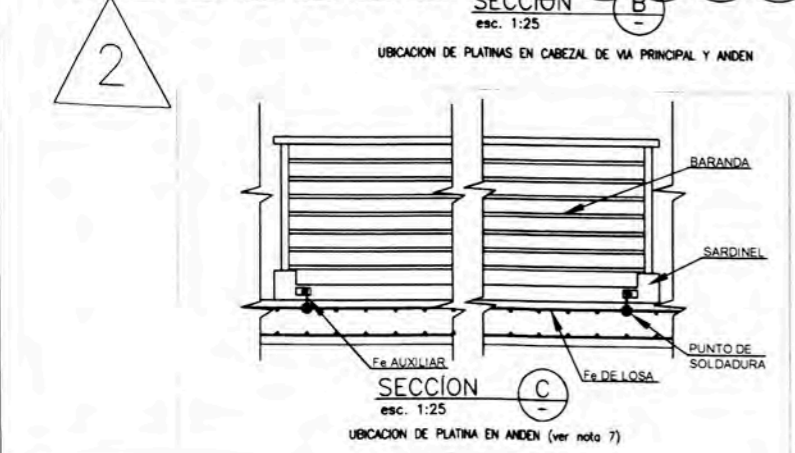 SECCION B
-
esc. 1:25
UBICACION DE PLATINAS EN CABEZAL DE VIA PRINCIPAL Y ANDEN
2
BARANDA
SARDINEL
PUNTO DE
SOLDADURA
Fe AUXILIAR
Fe DE LOSA
SECCÍON C
-
esc. 1:25
UBICACION DE PLATINA EN ANDEN (ver nota 7)